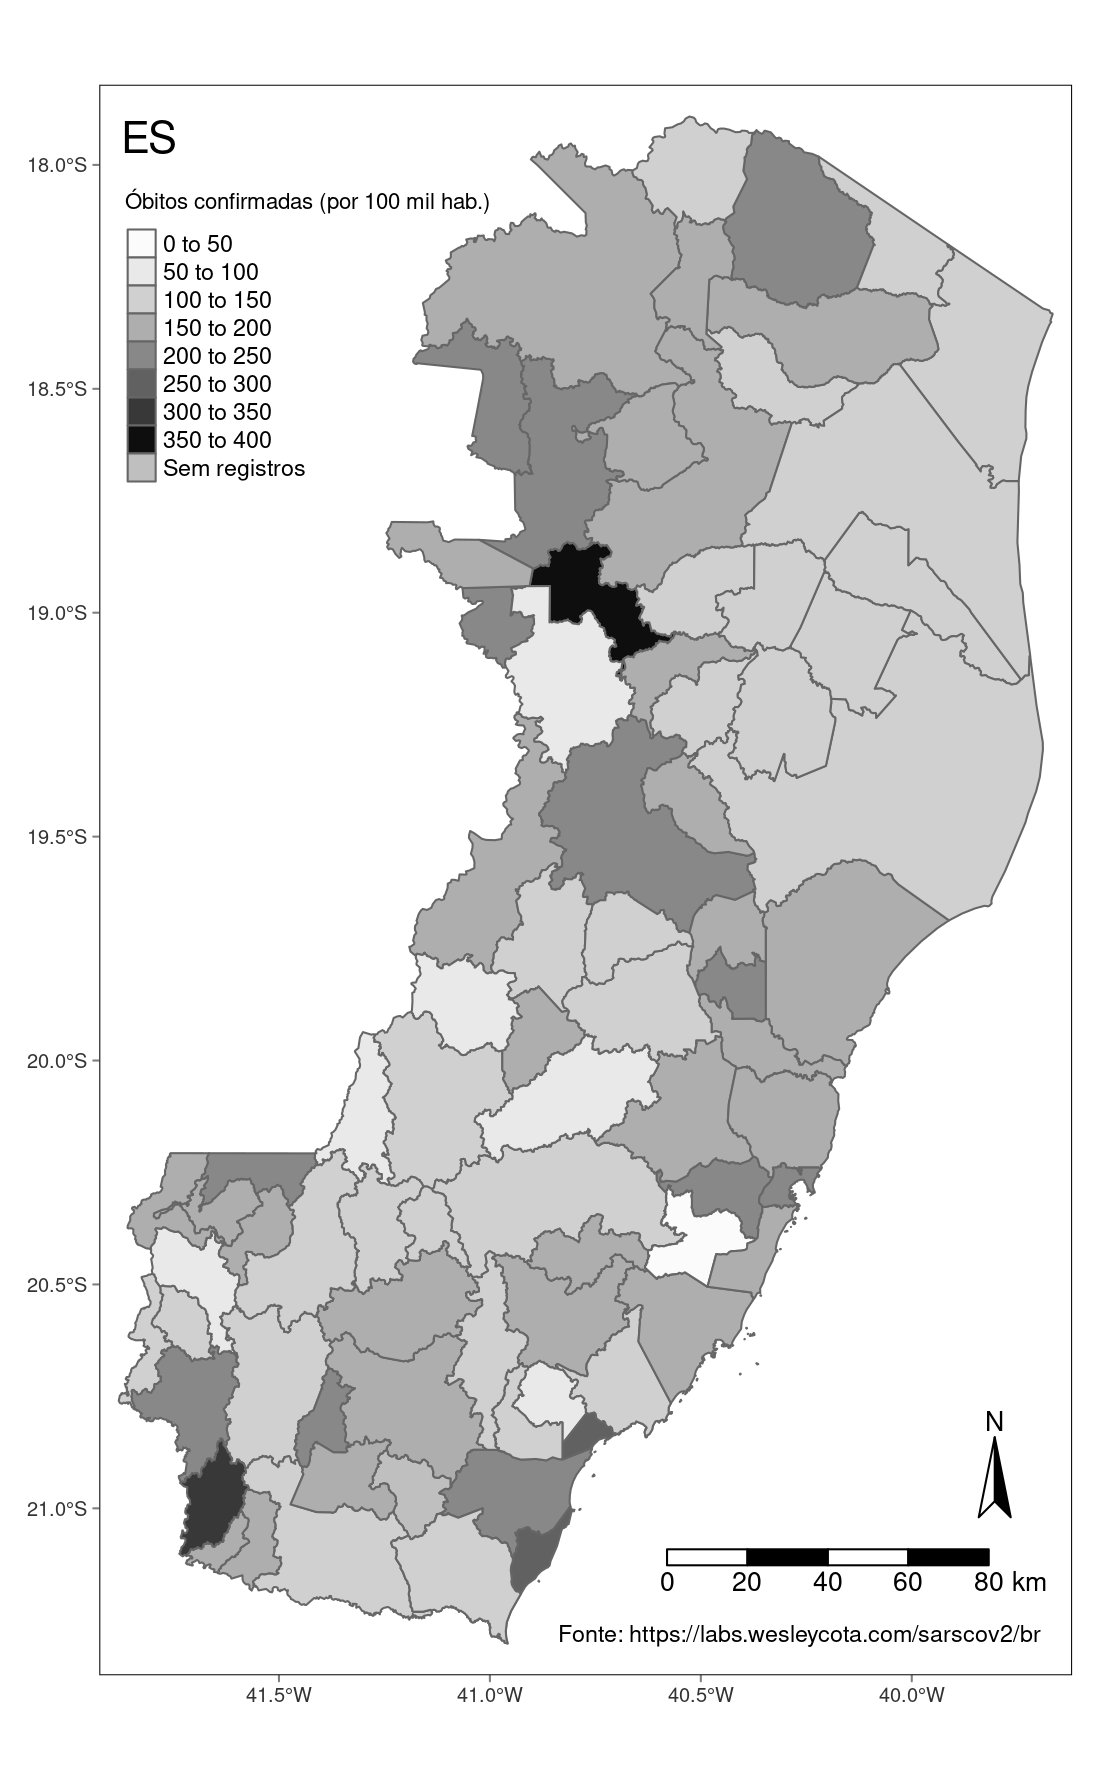 ES
Óbitos confirmadas (por 100 mil hab.)
0 to 50
50 to 100
100 to 150
150 to 200
200 to 250
250 to 300
300 to 350
350 to 400
Sem registros
18.0°S
18.5°S
19.0°S
19.5°S
20.0°S
20.5°S
21.0°S
N
0 20 40 60 80 km
Fonte: https://labs.wesleycota.com/sarscov2/br
41.5°W 41.0°W 40.5°W 40.0°W